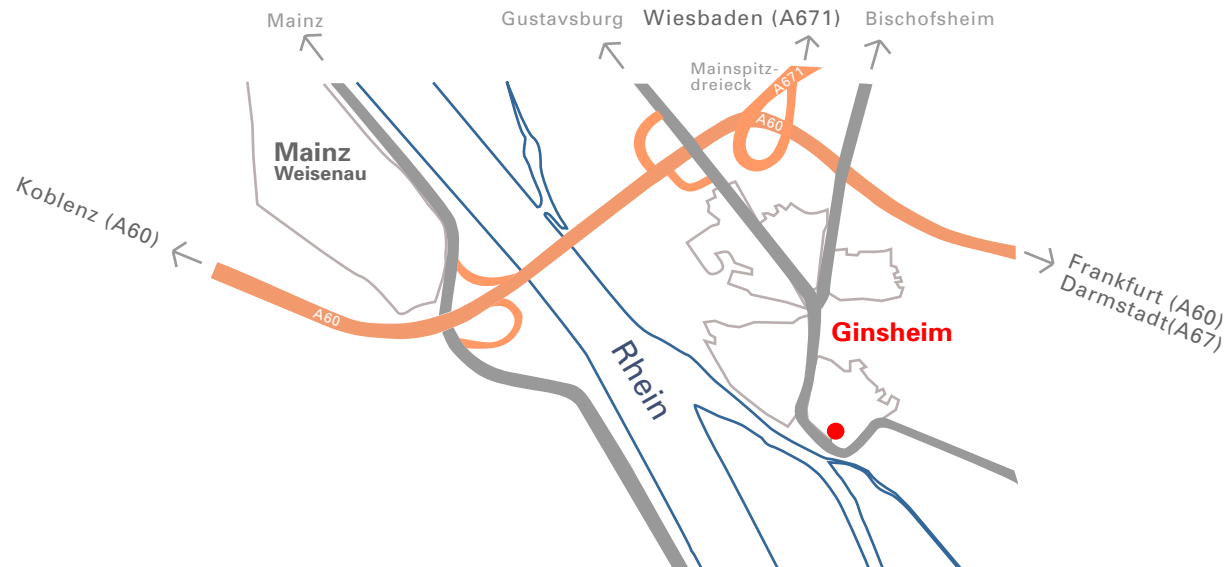 Mainz
Gustavsburg
Wiesbaden (A671)
Bischofsheim
Mainspitz-
dreieck
A671
A60
Mainz
Weisenau
Koblenz (A60)
A60
Frankfurt (A60)
Darmstadt(A67)
Ginsheim
Rhein